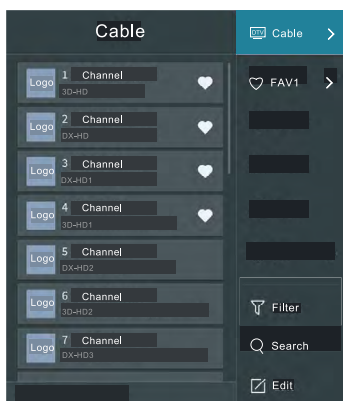 Cable
Logo 1 Channel
3D-HD
Logo 2 Channel
DX-HD
Logo 3 Channel
DX-HD1
Logo 4 Channel
3D-HD1
Logo 5 Channel
DX-HD2
Logo 6 Channel
3D-HD2
Logo 7 Channel
DX-HD3
DTV Cable
FAV1
Filter
Search
Edit